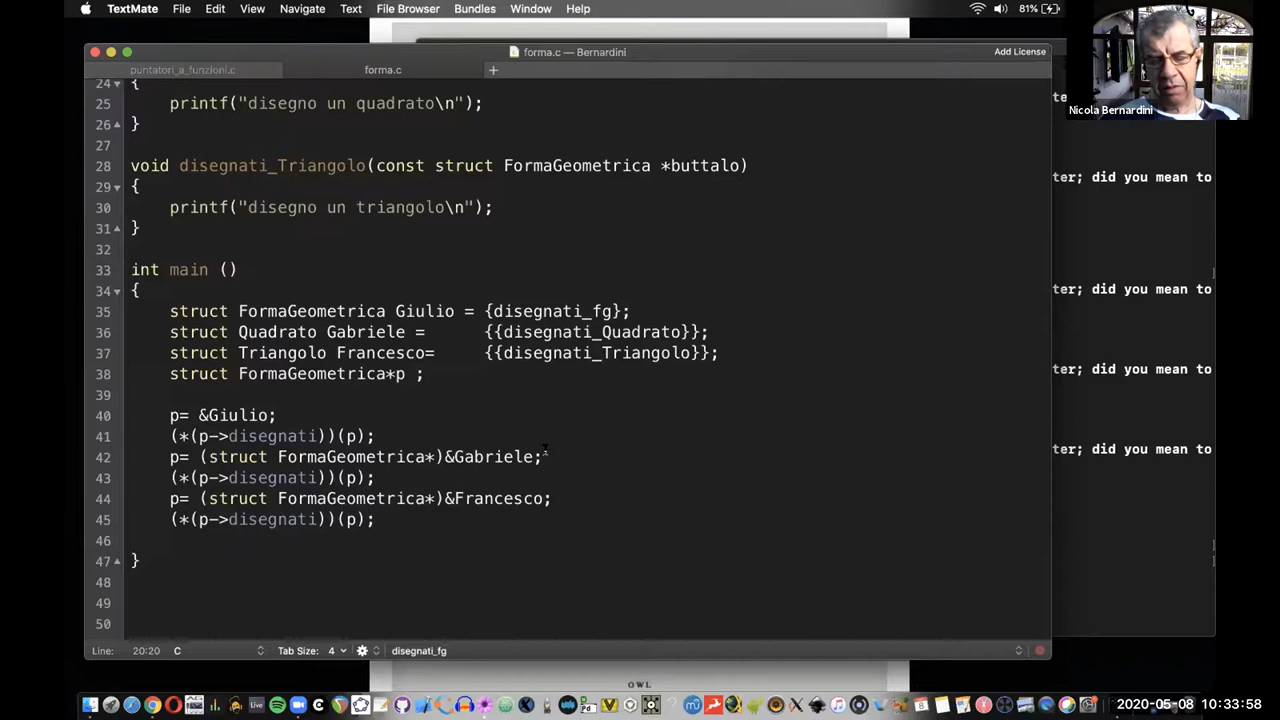 TextMate File Edit View Navigate Text File Browser Bundles Window Help 81%
forma.c — Bernardini
Add License
puntatori_a_funzioni.c forma.c +
Nicola Bernardini
24 {
25 printf("disegno un quadrato\n");
26 }
27
28 void disegnati_Triangolo(const struct FormaGeometrica *buttalo)
29 {
30 printf("disegno un triangolo\n");
31 }
32
33 int main ()
34 {
35 struct FormaGeometrica Giulio = {disegnati_fg};
36 struct Quadrato Gabriele = {{disegnati_Quadrato}};
37 struct Triangolo Francesco= {{disegnati_Triangolo}};
38 struct FormaGeometrica*p ;
39
40 p= &Giulio;
41 (*(p->disegnati))(p);
42 p= (struct FormaGeometrica*)&Gabriele;
43 (*(p->disegnati))(p);
44 p= (struct FormaGeometrica*)&Francesco;
45 (*(p->disegnati))(p);
46
47 }
48
49
50
ter; did you mean to
ter; did you mean to
ter; did you mean to
ter; did you mean to
Line: 20:20 C Tab Size: 4 disegnati_fg
OWL
2020-05-08 10:33:58